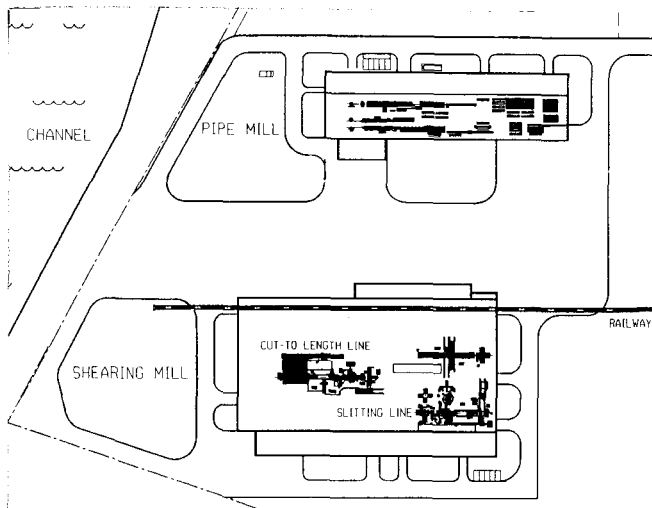 CHANNEL
PIPE MILL
RAILWAY
CUT-TO LENGTH LINE
SHEARING MILL
SLITTING LINE